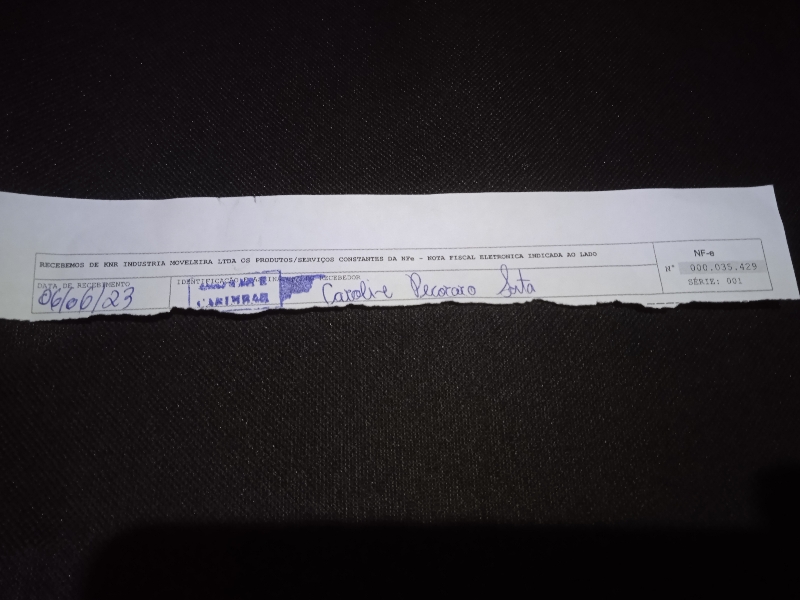 RECEBEMOS DE KNR INDUSTRIA MOVELEIRA LTDA OS PRODUTOS/SERVIÇOS CONSTANTES DA NFe - NOTA FISCAL ELETRONICA INDICADA AO LADO
NF-e
Nº 000.035.429
SÉRIE: 001
DATA DE RECEBIMENTO
06/06/23
IDENTIFICAÇÃO RECEBEDOR
Caroline Pecoraro